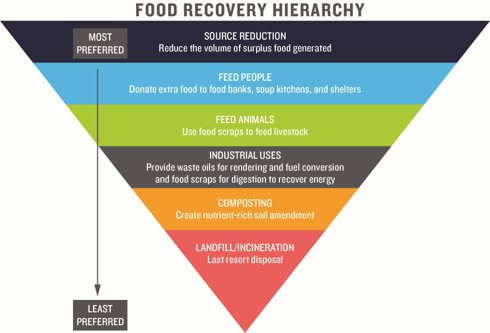 FOOD RECOVERY HIERARCHY
MOST
PREFERRED
SOURCE REDUCTION
Reduce the volume of surplus food generated
FEED PEOPLE
Donate extra food to food banks, soup kitchens, and shelters
FEED ANIMALS
Use food scraps to feed livestock
INDUSTRIAL USES
Provide waste oils for rendering and fuel conversion
and food scraps for digestion to recover energy
COMPOSTING
Create nutrient-rich soil amendment
LANDFILL/INCINERATION
Last resort disposal
LEAST
PREFERRED